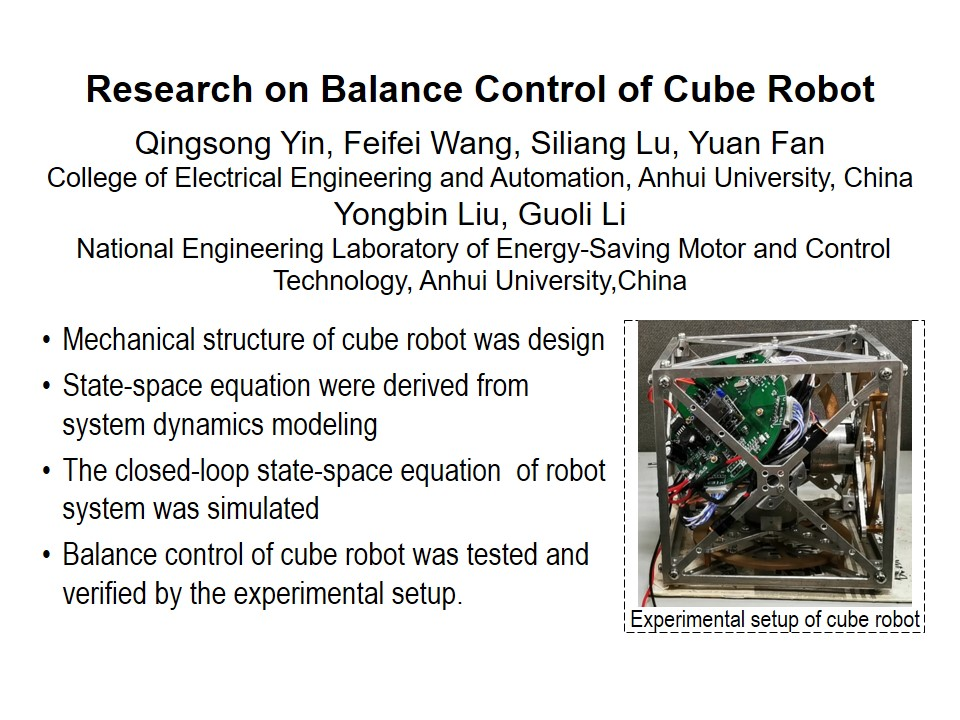 Research on Balance Control of Cube Robot
Qingsong Yin, Feifei Wang, Siliang Lu, Yuan Fan
College of Electrical Engineering and Automation, Anhui University, China
Yongbin Liu, Guoli Li
National Engineering Laboratory of Energy-Saving Motor and Control
Technology, Anhui University,China
• Mechanical structure of cube robot was design
• State-space equation were derived from
system dynamics modeling
• The closed-loop state-space equation  of robot
system was simulated
• Balance control of cube robot was tested and
verified by the experimental setup.
Experimental setup of cube robot